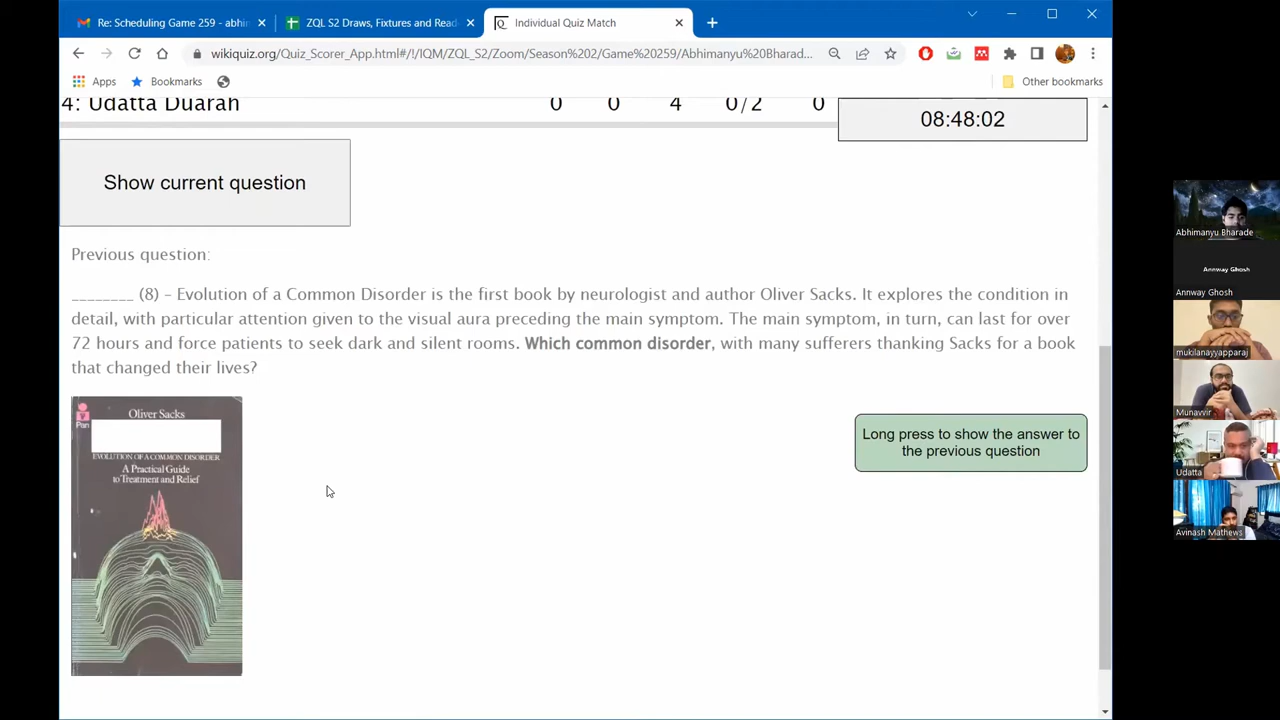 Re: Scheduling Game 259 - abhi
ZQL S2 Draws, Fixtures and Read
Individual Quiz Match
wikiquiz.org/Quiz_Scorer_App.html#/!/IQM/ZQL_S2/Zoom/Season%202/Game%20259/Abhimanyu%20Bharad...
Apps
Bookmarks
Other bookmarks
4: Udatta Duarah 0 0 4 0/2 0
08:48:02
Show current question
Previous question:
________ (8) - Evolution of a Common Disorder is the first book by neurologist and author Oliver Sacks. It explores the condition in
detail, with particular attention given to the visual aura preceding the main symptom. The main symptom, in turn, can last for over
72 hours and force patients to seek dark and silent rooms. Which common disorder, with many sufferers thanking Sacks for a book
that changed their lives?
Long press to show the answer to
the previous question
Oliver Sacks
Pan
EVOLUTION OF A COMMON DISORDER
A Practical Guide
to Treatment and Relief
Abhimanyu Bharade
Annway Ghosh
Annway Ghosh
mukilanayyapparaj
Munavvir
Udatta
Avinash Mathews